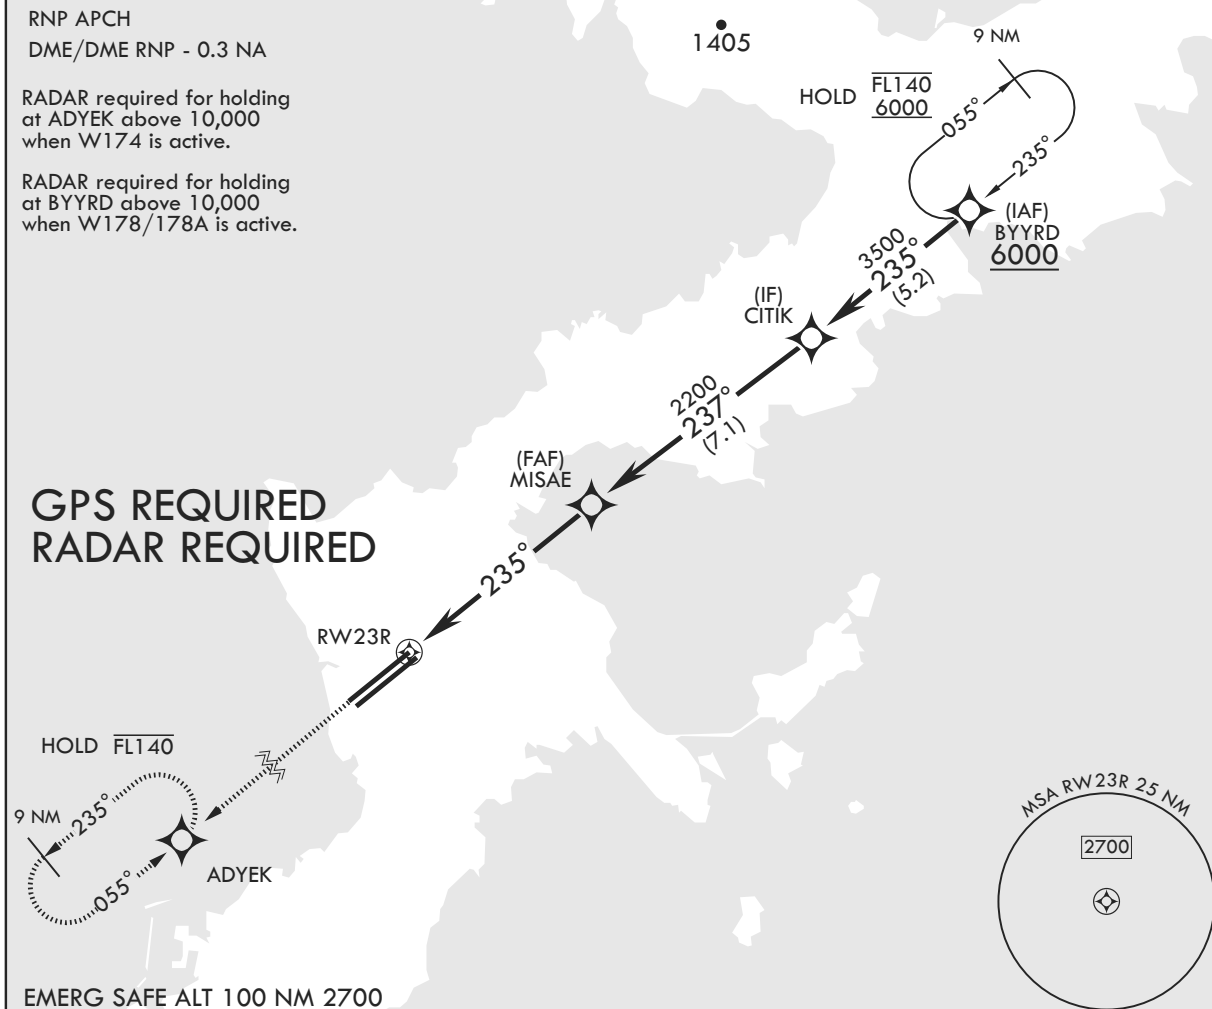 RNP APCH
DME/DME RNP - 0.3 NA
RADAR required for holding
at ADYEK above 10,000
when W174 is active.
RADAR required for holding
at BYYRD above 10,000
when W178/178A is active.
1405
9 NM
HOLD FL140
6000
055°
235°
(IAF)
BYYRD
6000
3500
235°
(5.2)
(IF)
CITIK
2200
237°
(7.1)
(FAF)
MISAE
GPS REQUIRED
RADAR REQUIRED
235°
RW23R
HOLD FL140
9 NM
235°
055°
ADYEK
MSA RW23R 25 NM
2700
EMERG SAFE ALT 100 NM 2700